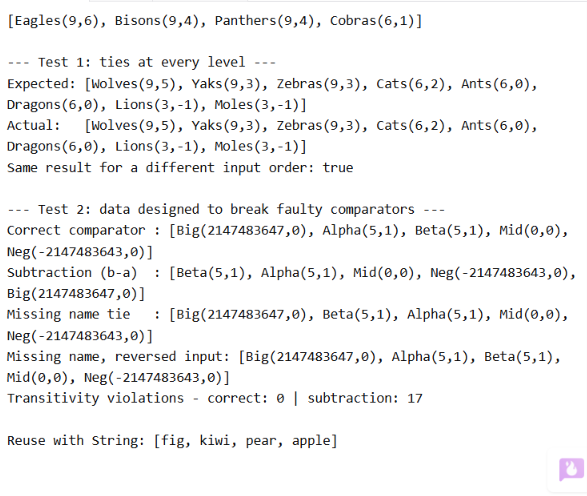 [Eagles(9,6), Bisons(9,4), Panthers(9,4), Cobras(6,1)]
--- Test 1: ties at every level ---
Expected: [Wolves(9,5), Yaks(9,3), Zebras(9,3), Cats(6,2), Ants(6,0),
Dragons(6,0), Lions(3,-1), Moles(3,-1)]
Actual:   [Wolves(9,5), Yaks(9,3), Zebras(9,3), Cats(6,2), Ants(6,0),
Dragons(6,0), Lions(3,-1), Moles(3,-1)]
Same result for a different input order: true
--- Test 2: data designed to break faulty comparators ---
Correct comparator : [Big(2147483647,0), Alpha(5,1), Beta(5,1), Mid(0,0),
Neg(-2147483643,0)]
Subtraction (b-a)  : [Beta(5,1), Alpha(5,1), Mid(0,0), Neg(-2147483643,0),
Big(2147483647,0)]
Missing name tie   : [Big(2147483647,0), Beta(5,1), Alpha(5,1), Mid(0,0),
Neg(-2147483643,0)]
Missing name, reversed input: [Big(2147483647,0), Alpha(5,1), Beta(5,1),
Mid(0,0), Neg(-2147483643,0)]
Transitivity violations - correct: 0 | subtraction: 17
Reuse with String: [fig, kiwi, pear, apple]